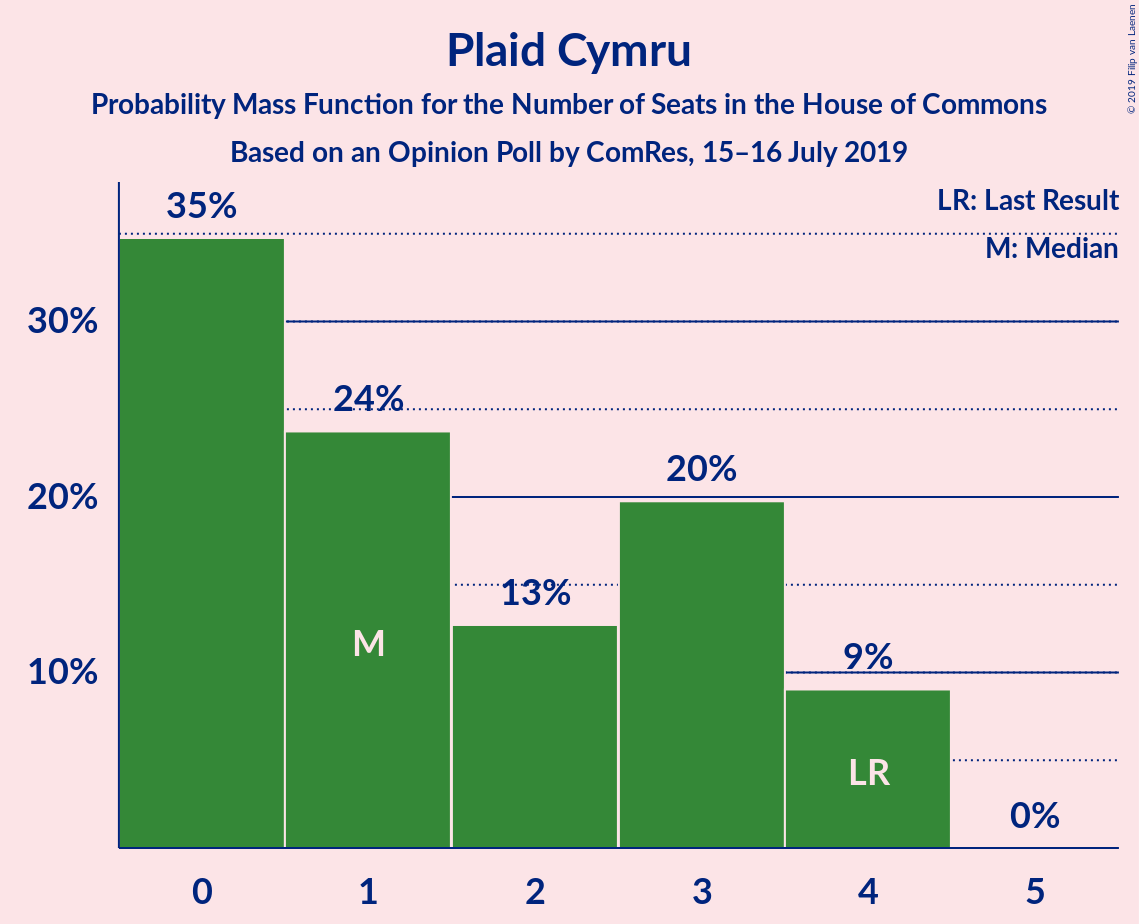 Plaid Cymru
Probability Mass Function for the Number of Seats in the House of Commons
Based on an Opinion Poll by ComRes, 15–16 July 2019
© 2019 Filip van Laenen
LR: Last Result
M: Median
35%
30%
24%
20%
20%
13%
10%
9%
M
LR
0%
0
1
2
3
4
5